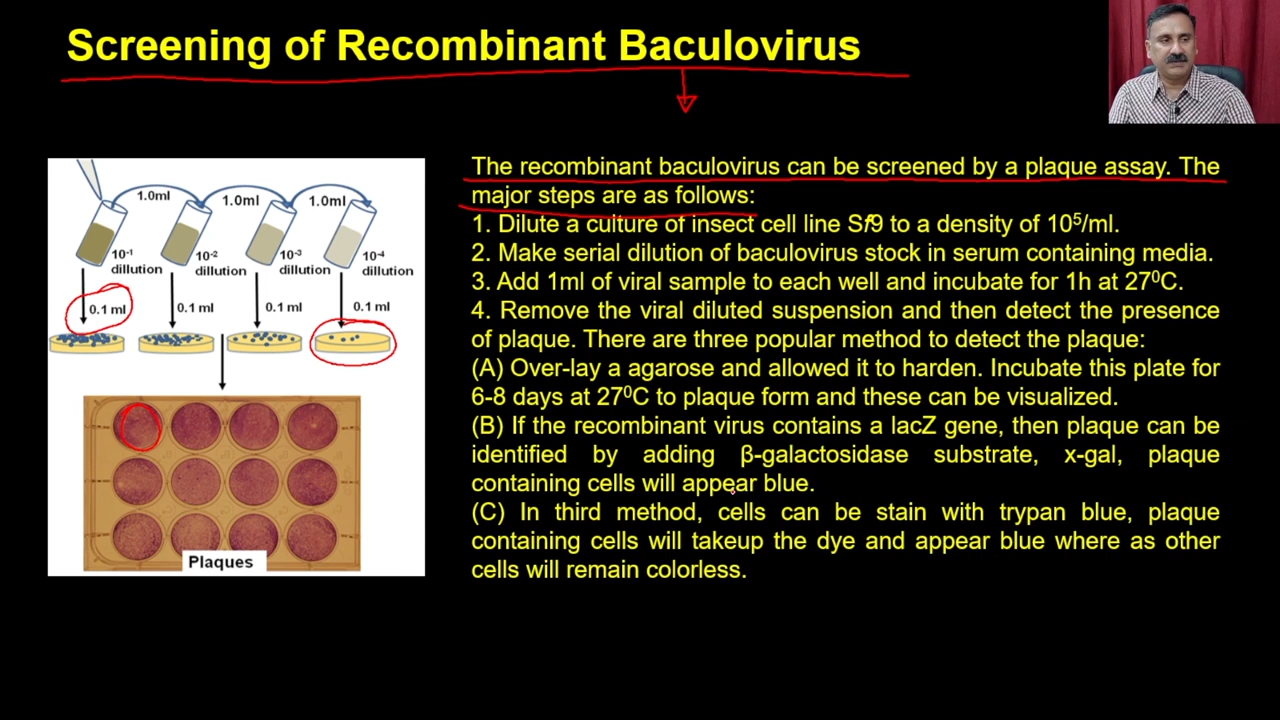 Screening of Recombinant Baculovirus
1.0ml
1.0ml
1.0ml
10⁻¹
dillution
10⁻²
dillution
10⁻³
dillution
10⁻⁴
dillution
0.1 ml
0.1 ml
0.1 ml
0.1 ml
Plaques
The recombinant baculovirus can be screened by a plaque assay. The
major steps are as follows:
1. Dilute a culture of insect cell line Sf9 to a density of 10⁵/ml.
2. Make serial dilution of baculovirus stock in serum containing media.
3. Add 1ml of viral sample to each well and incubate for 1h at 27⁰C.
4. Remove the viral diluted suspension and then detect the presence
of plaque. There are three popular method to detect the plaque:
(A) Over-lay a agarose and allowed it to harden. Incubate this plate for
6-8 days at 27⁰C to plaque form and these can be visualized.
(B) If the recombinant virus contains a lacZ gene, then plaque can be
identified by adding β-galactosidase substrate, x-gal, plaque
containing cells will appear blue.
(C) In third method, cells can be stain with trypan blue, plaque
containing cells will takeup the dye and appear blue where as other
cells will remain colorless.